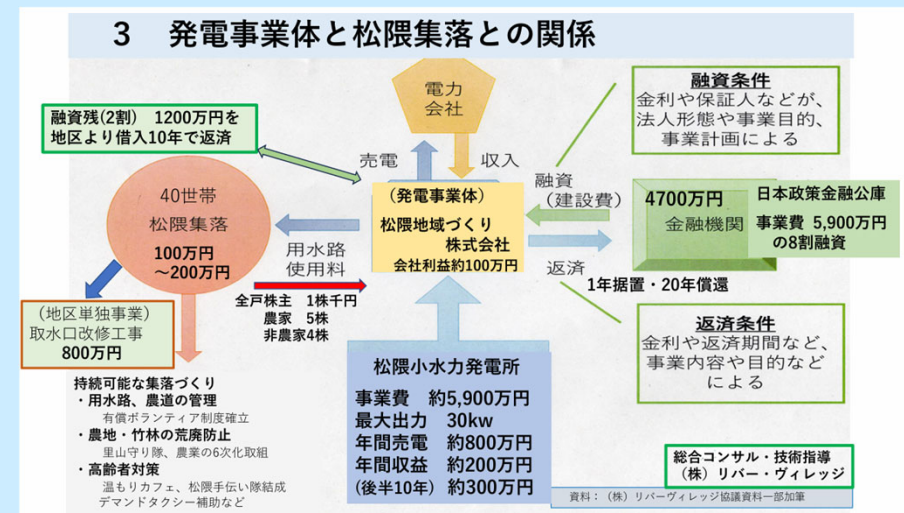 3 発電事業体と松隈集落との関係
融資残(2割) 1200万円を
地区より借入10年で返済
電力
会社
売電
収入
融資条件
金利や保証人などが、
法人形態や事業目的、
事業計画による
40世帯
松隈集落
100万円
~200万円
用水路
使用料
(発電事業体)
松隈地域づくり
株式会社
会社利益約100万円
融資
(建設費)
返済
4700万円
金融機関
日本政策金融公庫
事業費 5,900万円
の8割融資
1年据置・20年償還
全戸株主 1株千円
農家 5株
非農家4株
(地区単独事業)
取水口改修工事
800万円
返済条件
金利や返済期間など、
事業内容や目的など
による
持続可能な集落づくり
・用水路、農道の管理
有償ボランティア制度確立
・農地・竹林の荒廃防止
里山守り隊、農業の6次化取組
・高齢者対策
温もりカフェ、松隈手伝い隊結成
デマンドタクシー補助など
松隈小水力発電所
事業費 約5,900万円
最大出力 30kw
年間売電 約800万円
年間収益 約200万円
(後半10年) 約300万円
総合コンサル・技術指導
(株)リバー・ヴィレッジ
資料:(株)リバーヴィレッジ協議資料一部加筆